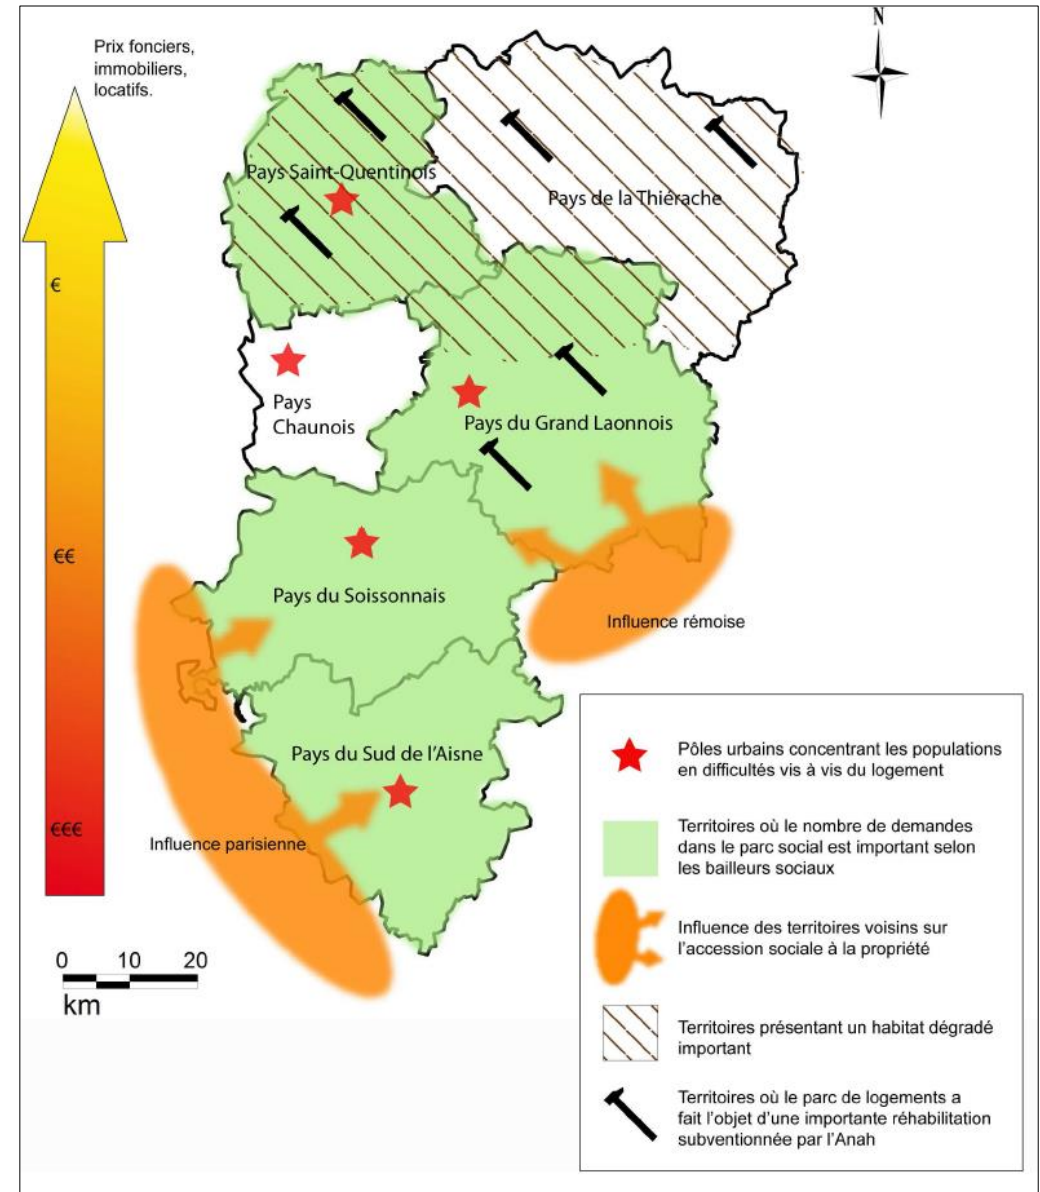 N
Prix fonciers,
immobiliers,
locatifs.
€
€€
€€€
Pays Saint-Quentinois
Pays de la Thiérache
Pays
Chaunois
Pays du Grand Laonnois
Pays du Soissonnais
Influence rémoise
Pays du Sud de l'Aisne
Influence parisienne
0 10 20
km
Pôles urbains concentrant les populations
en difficultés vis à vis du logement
Territoires où le nombre de demandes
dans le parc social est important selon
les bailleurs sociaux
Influence des territoires voisins sur
l'accession sociale à la propriété
Territoires présentant un habitat dégradé
important
Territoires où le parc de logements a
fait l'objet d'une importante réhabilitation
subventionnée par l'Anah